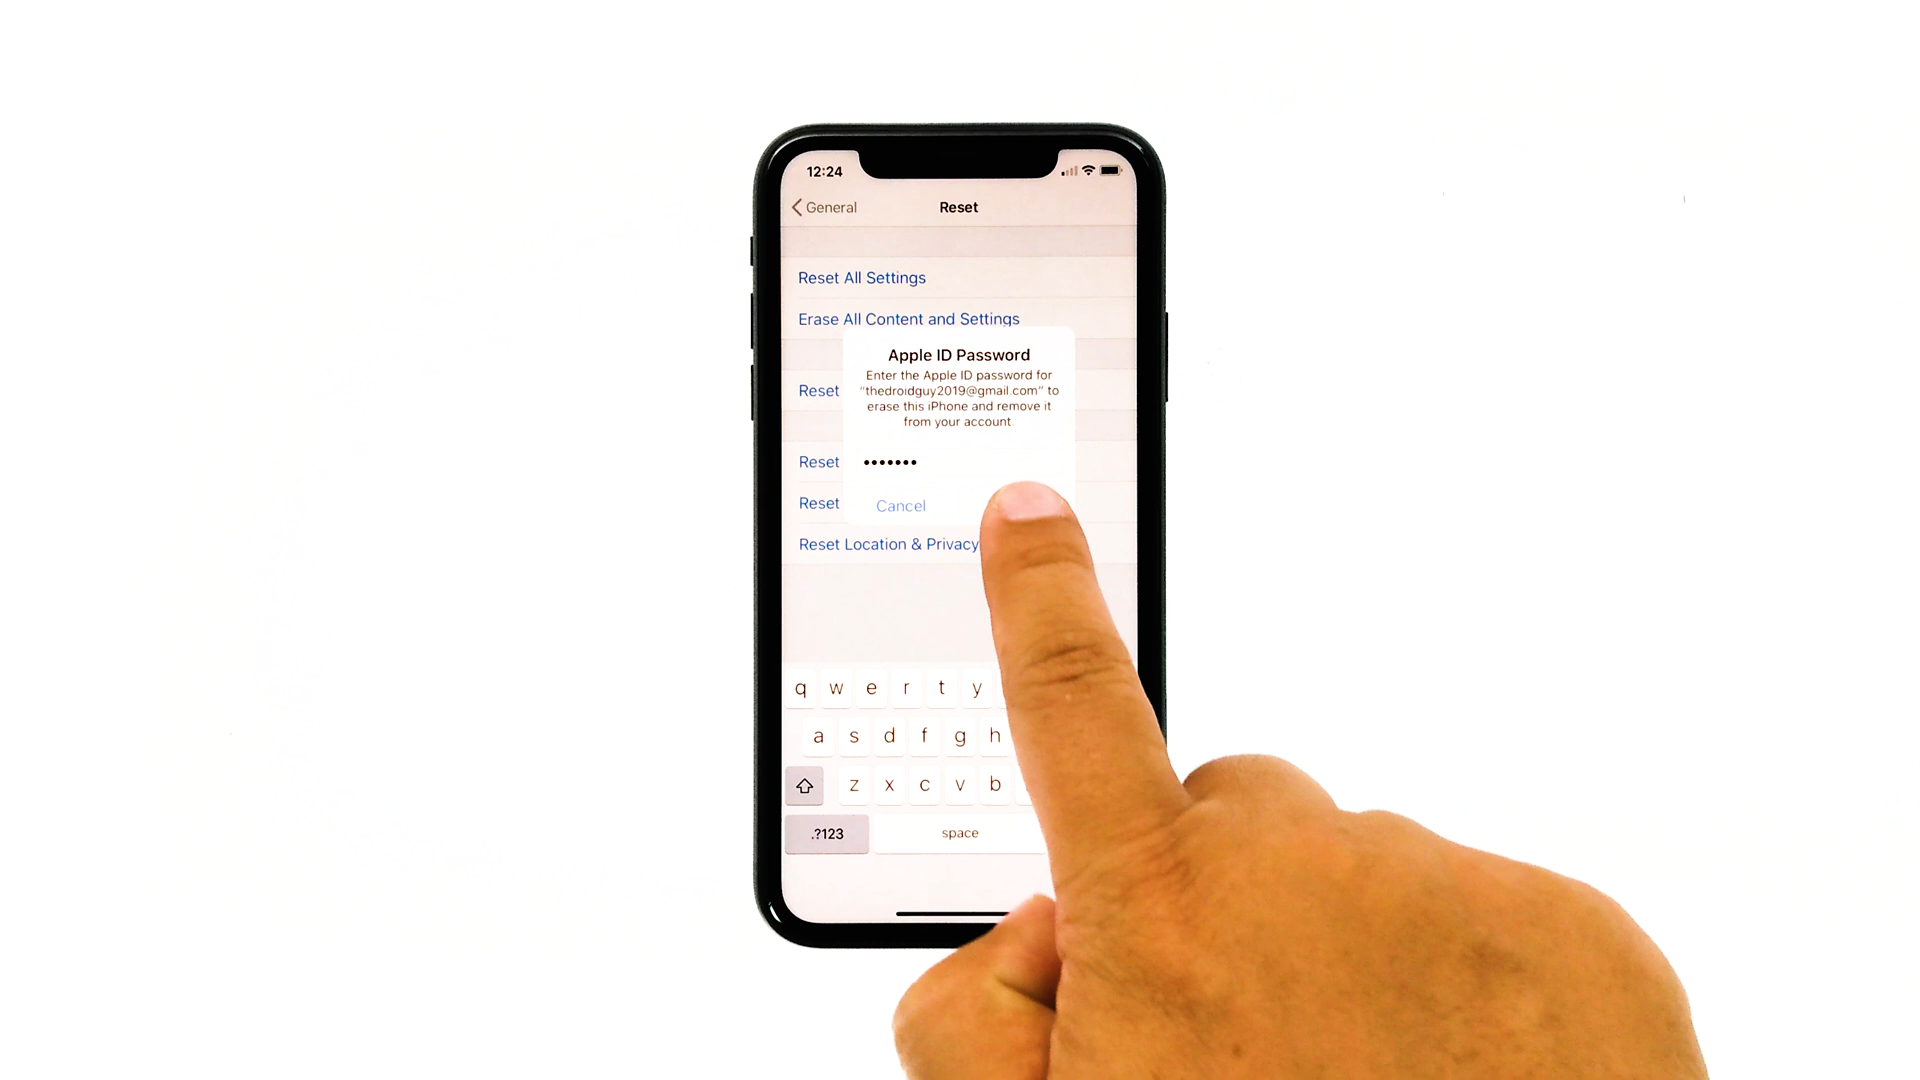 12:24
General
Reset
Reset All Settings
Erase All Content and Settings
Apple ID Password
Enter the Apple ID password for
“thedroidguy2019@gmail.com” to
erase this iPhone and remove it
from your account
Reset
Reset
•••••••
Reset
Cancel
Reset Location & Privacy
q w e r t y
a s d f g h
z x c v b
.?123
space